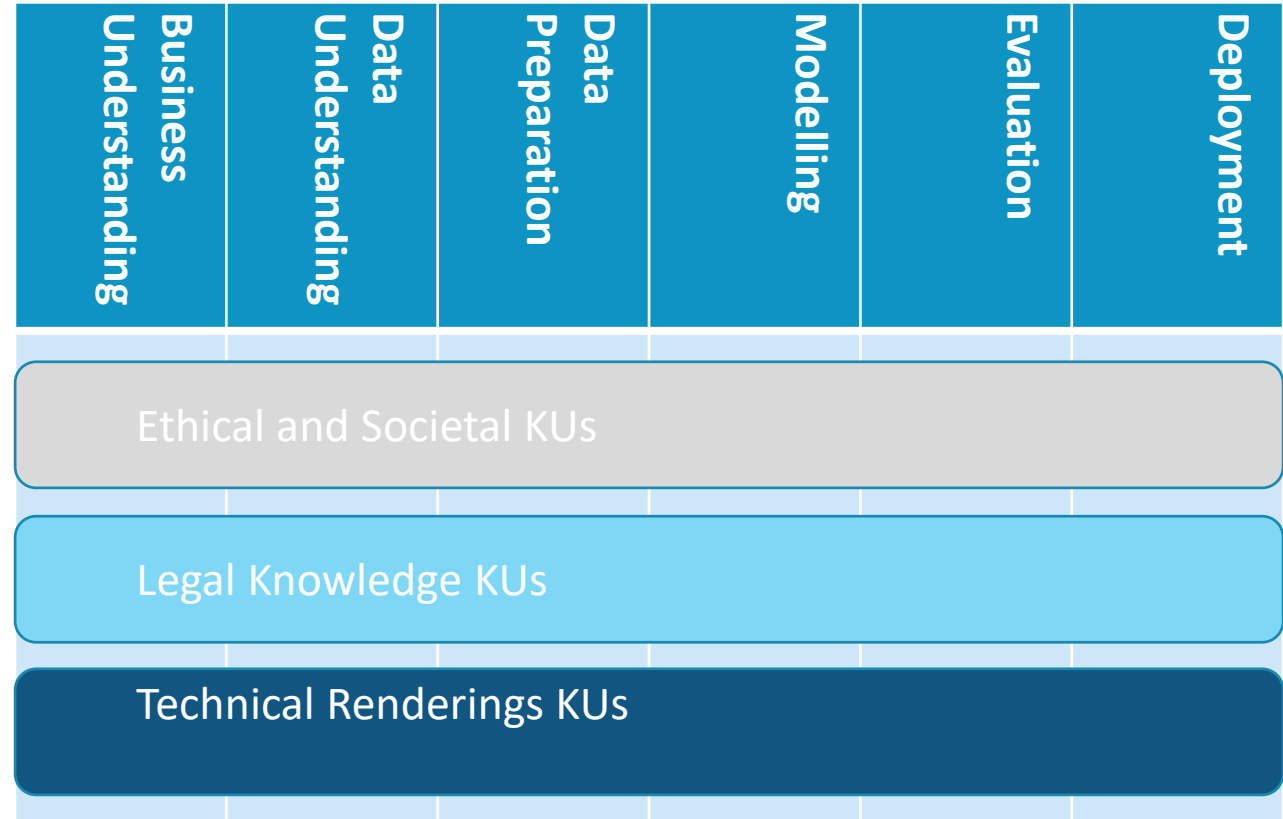 Business
Understanding
Data
Understanding
Data
Preparation
Modelling
Evaluation
Deployment
Ethical and Societal KUs
Legal Knowledge KUs
Technical Renderings KUs